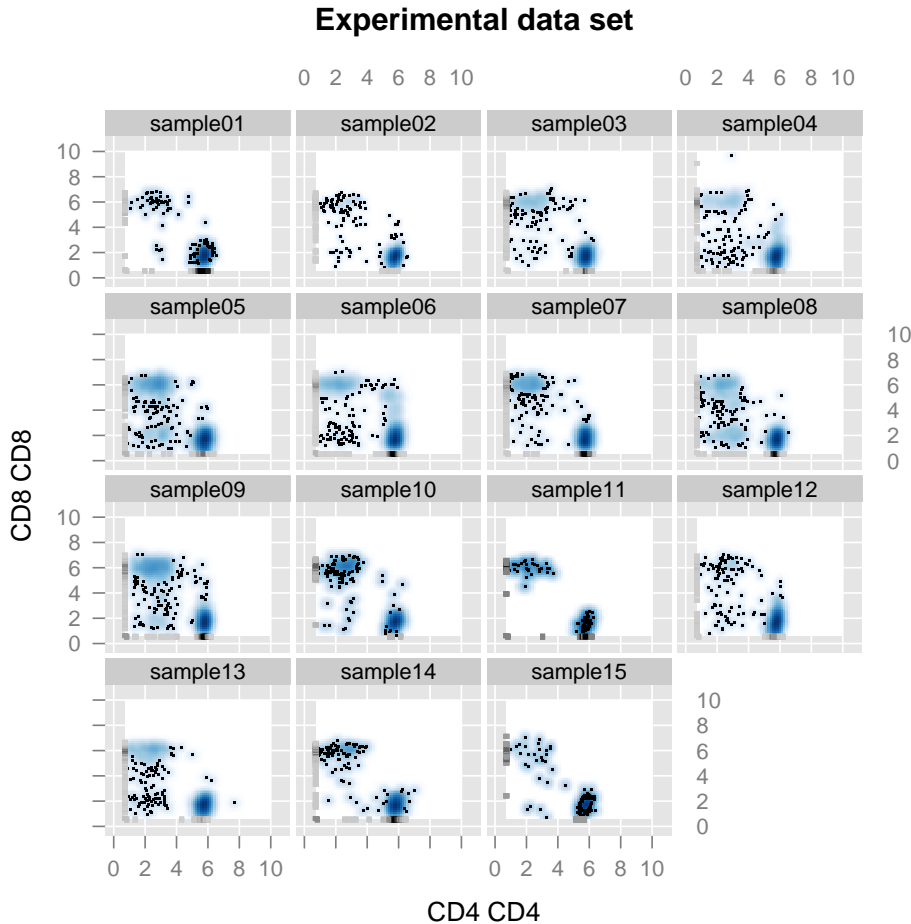 Experimental data set
0 2 4 6 8 10 0 2 4 6 8 10
sample01 sample02 sample03 sample04
10
8
6
4
2
0
sample05 sample06 sample07 sample08
10
8
6
4
2
0
sample09 sample10 sample11 sample12
10
8
6
4
2
0
sample13 sample14 sample15
10
8
6
4
2
0
0 2 4 6 8 10 0 2 4 6 8 10
CD4 CD4
CD8 CD8